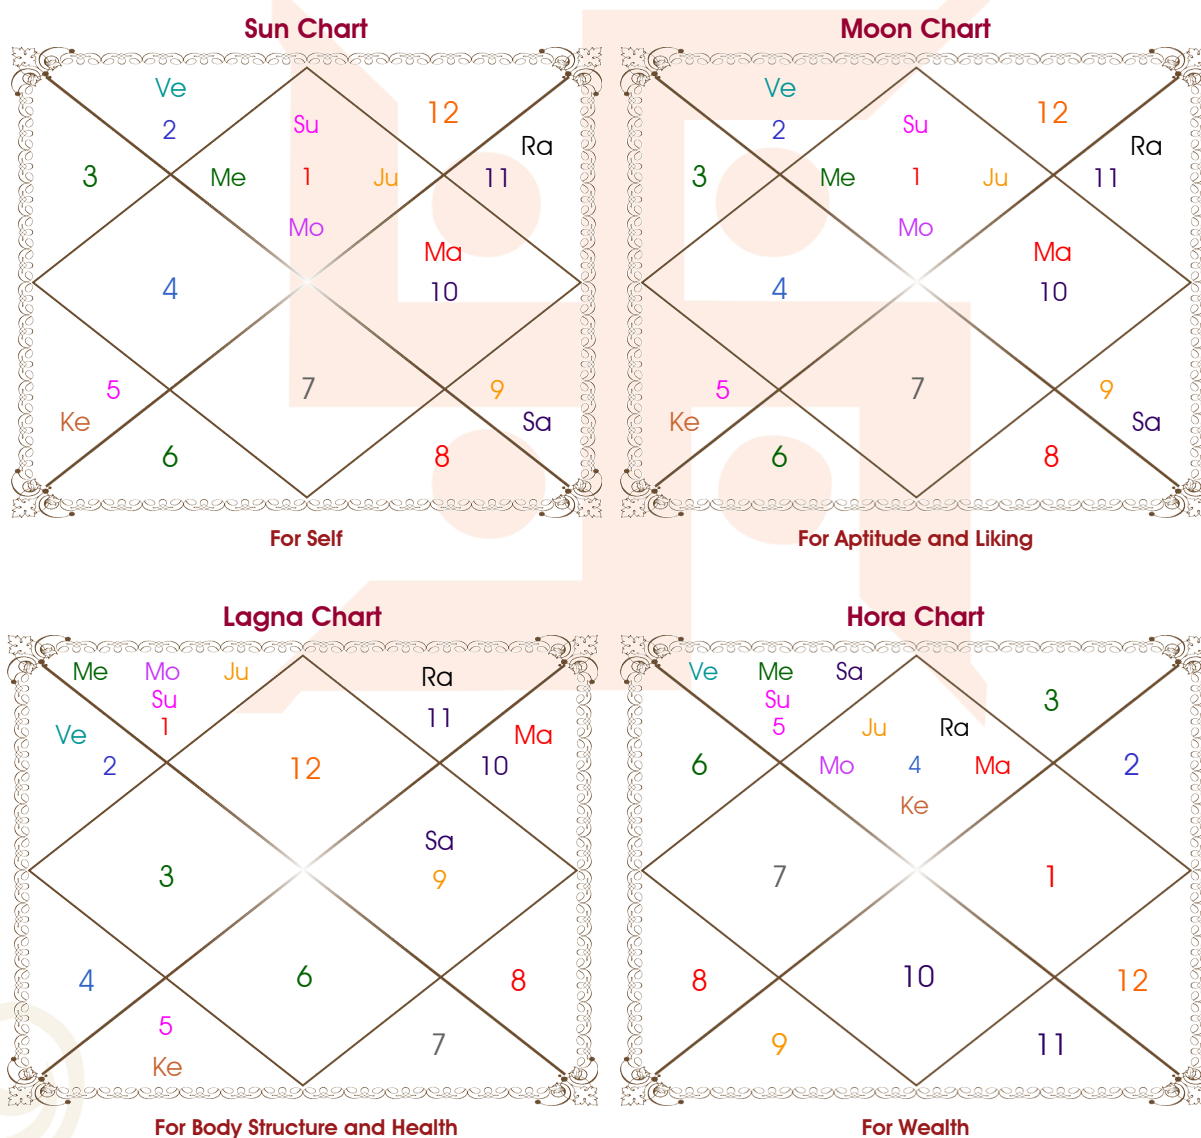 Sun Chart
Ve
2
3
Me
Su
1
Ju
Mo
12
Ra
11
4
Ma
10
5
Ke
6
7
9
Sa
8
For Self
Moon Chart
Ve
2
3
Me
Su
1
Ju
Mo
12
Ra
11
4
Ma
10
5
Ke
6
7
9
Sa
8
For Aptitude and Liking
Lagna Chart
Me Mo Ju
Su
1
Ve
2
12
Ra
11
Ma
10
3
Sa
9
4
5
Ke
6
8
7
For Body Structure and Health
Hora Chart
Ve Me Sa
Su
5
6
Ju Ra
Mo 4 Ma
Ke
3
2
7
1
8
9
10
12
11
For Wealth